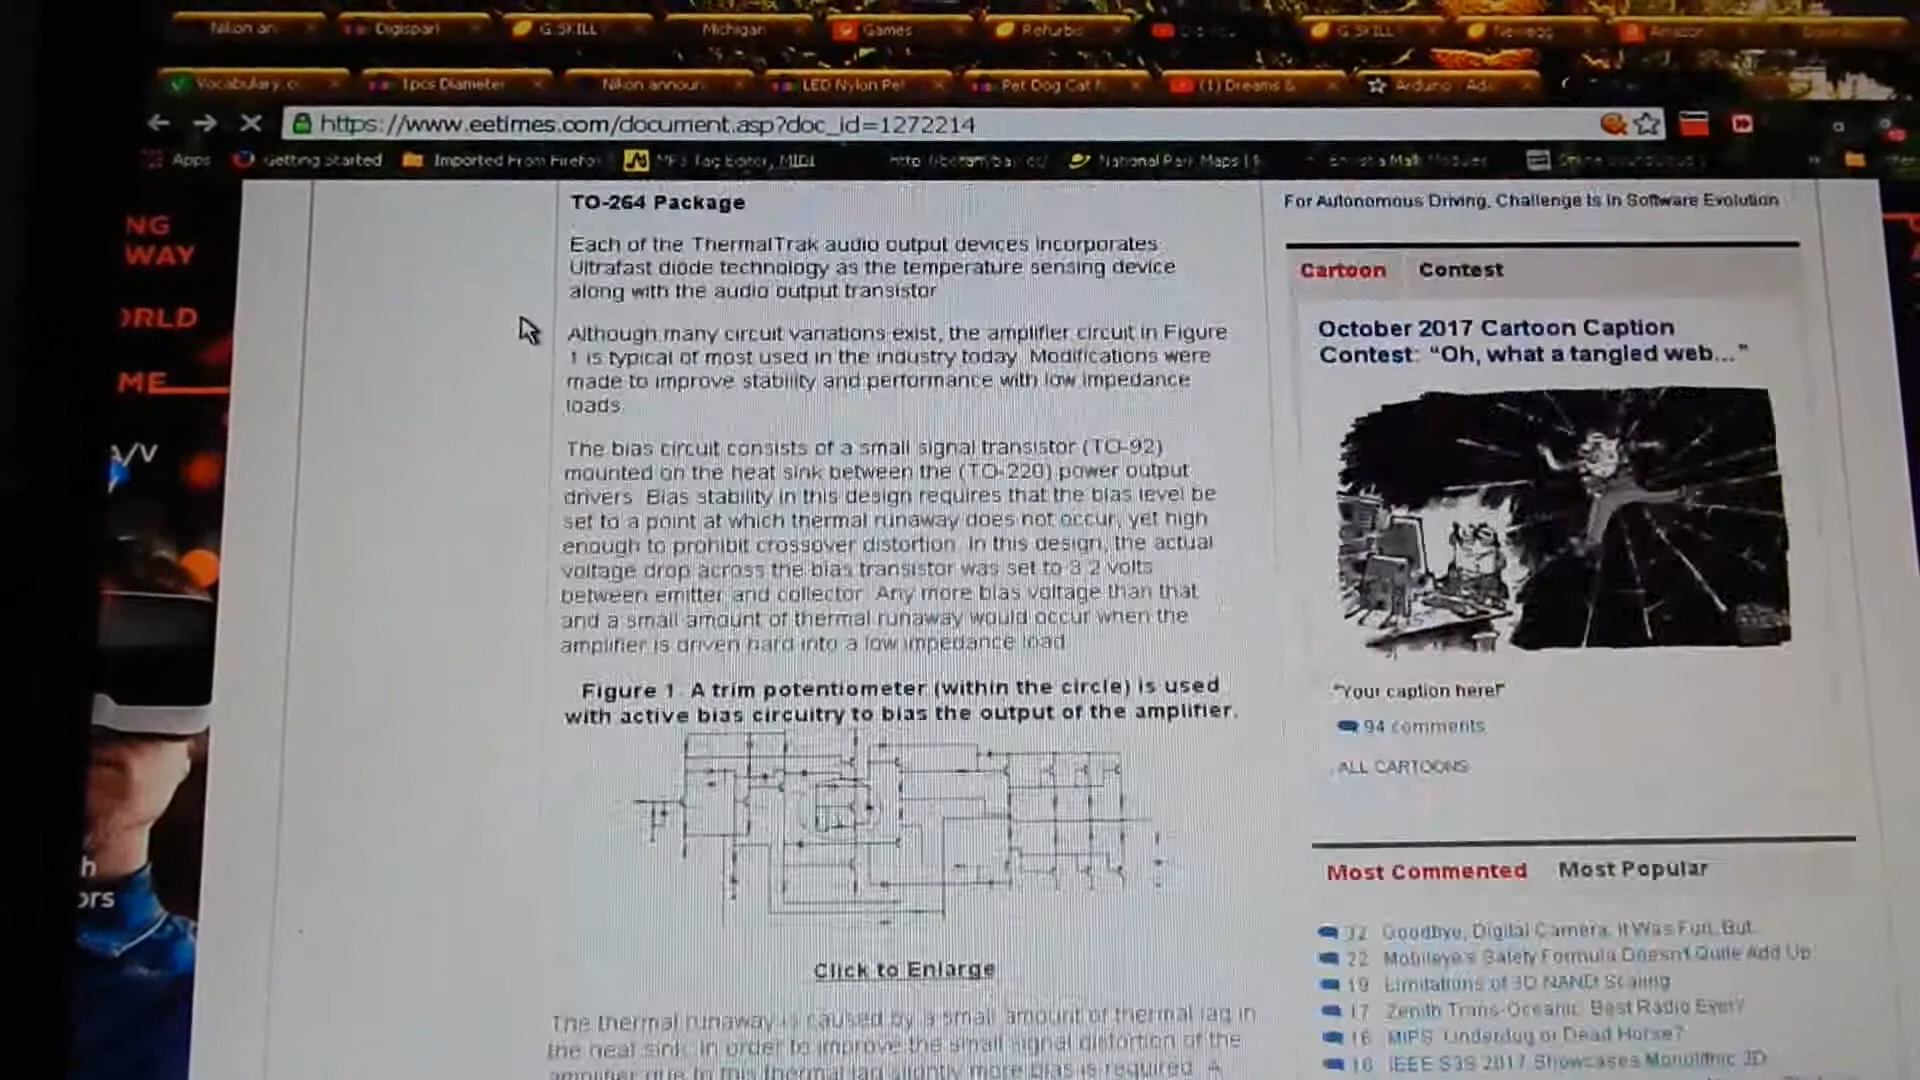 Nikon an
Digispark
G.SKILL
Michigan
Games
Refurbis
G.SKILL
Newegg
Amazon
Vocabulary.c
1pcs Diameter
Nikon announ
LED Nylon Pet
Pet Dog Cat
(1) Dreams &
Arduino - Ad
https://www.eetimes.com/document.asp?doc_id=1272214
Apps
Getting Started
Imported From Firefo
MP3 Tag Editor, MIDI
National Park Maps |
NG
WAY
ORLD
ME
A/V
h
ors
TO-264 Package
Each of the ThermalTrak audio output devices incorporates
Ultrafast diode technology as the temperature sensing device
along with the audio output transistor.
Although many circuit variations exist, the amplifier circuit in Figure
1 is typical of most used in the industry today. Modifications were
made to improve stability and performance with low impedance
loads.
The bias circuit consists of a small signal transistor (TO-92)
mounted on the heat sink between the (TO-220) power output
drivers. Bias stability in this design requires that the bias level be
set to a point at which thermal runaway does not occur, yet high
enough to prohibit crossover distortion. In this design, the actual
voltage drop across the bias transistor was set to 3.2 volts
between emitter and collector. Any more bias voltage than that
and a small amount of thermal runaway would occur when the
amplifier is driven hard into a low impedance load.
Figure 1. A trim potentiometer (within the circle) is used
with active bias circuitry to bias the output of the amplifier.
Click to Enlarge
The thermal runaway is caused by a small amount of thermal lag in
the heat sink. In order to improve the small signal distortion of the
amplifier due to this thermal lag slightly more bias is required. A
For Autonomous Driving, Challenge Is in Software Evolution
Cartoon Contest
October 2017 Cartoon Caption
Contest: “Oh, what a tangled web...”
"Your caption here!"
94 comments
ALL CARTOONS
Most Commented Most Popular
32 Goodbye, Digital Camera. It Was Fun, But...
22 Mobileye's Safety Formula Doesn't Quite Add Up
19 Limitations of 3D NAND Scaling
17 Zenith Trans-Oceanic: Best Radio Ever?
16 MIPS: Underdog or Dead Horse?
16 IEEE S3S 2017 Showcases Monolithic 3D